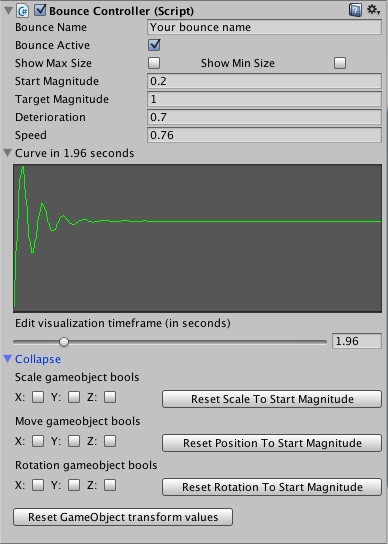 Bounce Controller (Script)
Bounce Name Your bounce name
Bounce Active
Show Max Size Show Min Size
Start Magnitude 0.2
Target Magnitude 1
Deterioration 0.7
Speed 0.76
Curve in 1.96 seconds
Edit visualization timeframe (in seconds)
1.96
Collapse
Scale gameobject bools
X: Y: Z: Reset Scale To Start Magnitude
Move gameobject bools
X: Y: Z: Reset Position To Start Magnitude
Rotation gameobject bools
X: Y: Z: Reset Rotation To Start Magnitude
Reset GameObject transform values